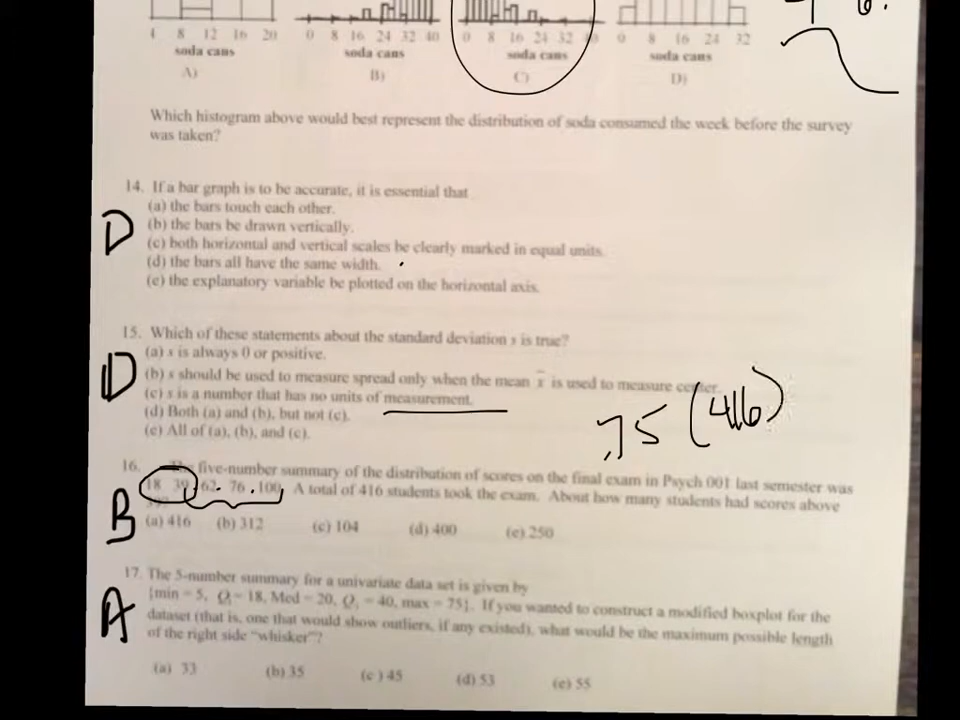 6.
4 8 12 16 20 0 8 16 24 32 40 0 8 16 24 32 40 0 8 16 24 32
soda cans soda cans soda cans soda cans
A) B) C) D)
Which histogram above would best represent the distribution of soda consumed the week before the survey
was taken?
14. If a bar graph is to be accurate, it is essential that
(a) the bars touch each other.
D (b) the bars be drawn vertically.
(c) both horizontal and vertical scales be clearly marked in equal units.
(d) the bars all have the same width.
(e) the explanatory variable be plotted on the horizontal axis.
15. Which of these statements about the standard deviation s is true?
(a) s is always 0 or positive.
D (b) s should be used to measure spread only when the mean x̄ is used to measure center.
(c) s is a number that has no units of measurement.
(d) Both (a) and (b), but not (c).
(e) All of (a), (b), and (c).
.75 (416)
16. The five-number summary of the distribution of scores on the final exam in Psych 001 last semester was
18 39 62 76 100. A total of 416 students took the exam. About how many students had scores above
39?
B (a) 416 (b) 312 (c) 104 (d) 400 (e) 250
17. The 5-number summary for a univariate data set is given by
{min = 5, Q₁ = 18, Med = 20, Q₃ = 40, max = 75}. If you wanted to construct a modified boxplot for the
A dataset (that is, one that would show outliers, if any existed), what would be the maximum possible length
of the right side "whisker"?
(a) 33 (b) 35 (c) 45 (d) 53 (e) 55